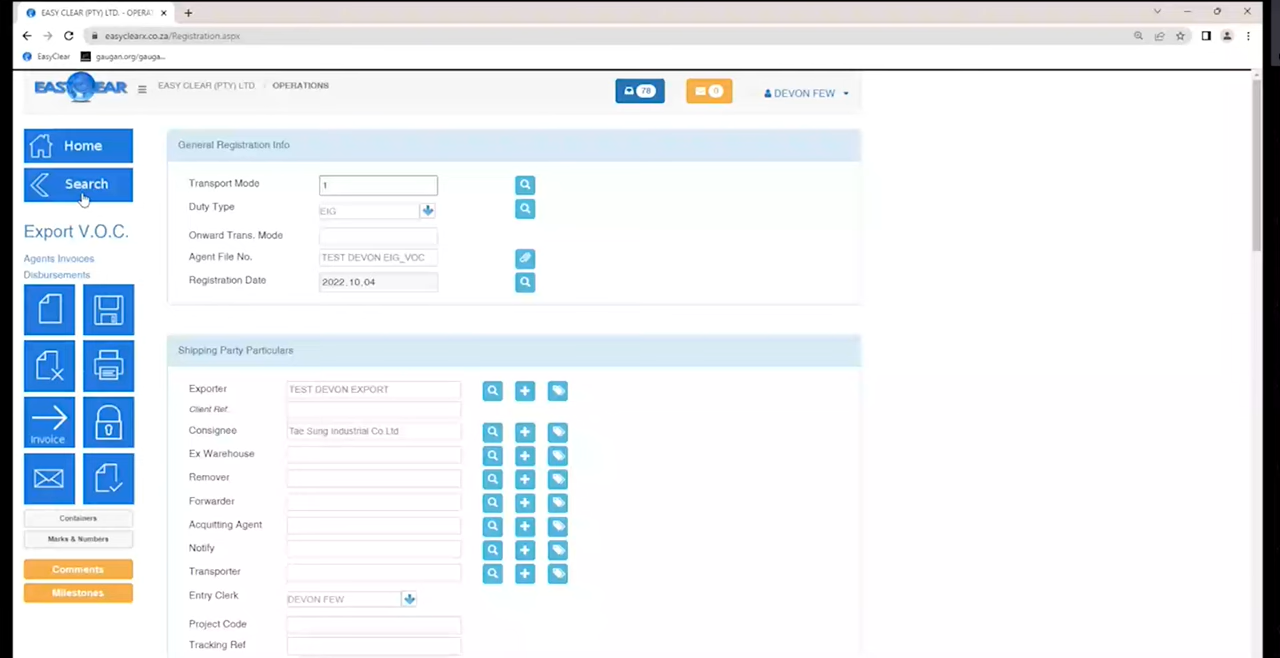 EASY CLEAR (PTY) LTD. - OPERA
easyclearx.co.za/Registration.aspx
EasyClear
gaugan.org/gauga...
EASYCLEAR
EASY CLEAR (PTY) LTD. / OPERATIONS
78
0
DEVON FEW
Home
Search
Export V.O.C.
Agents Invoices
Disbursements
Invoice
Containers
Marks & Numbers
Comments
Milestones
General Registration Info
Transport Mode 1
Duty Type EIG
Onward Trans. Mode
Agent File No. TEST DEVON EIG_VOC
Registration Date 2022.10.04
Shipping Party Particulars
Exporter TEST DEVON EXPORT
Client Ref.
Consignee Tae Sung Industrial Co Ltd
Ex Warehouse
Remover
Forwarder
Acquitting Agent
Notify
Transporter
Entry Clerk DEVON FEW
Project Code
Tracking Ref